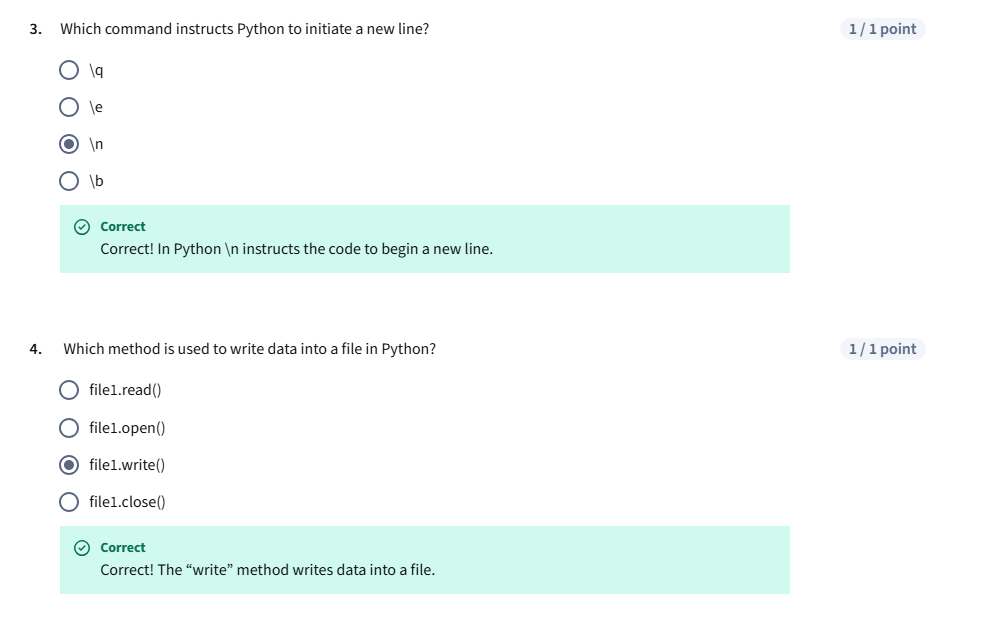 3. Which command instructs Python to initiate a new line? 1 / 1 point
\q
\e
\n
\b
Correct
Correct! In Python \n instructs the code to begin a new line.
4. Which method is used to write data into a file in Python? 1 / 1 point
file1.read()
file1.open()
file1.write()
file1.close()
Correct
Correct! The “write” method writes data into a file.